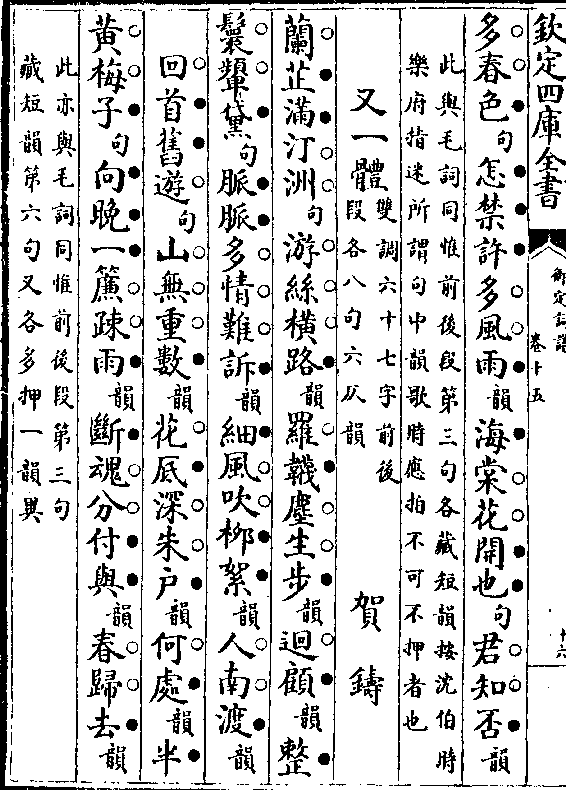 欽定四庫全書
御定詞譜
卷十五
十六
多春色句怎禁許多風雨韻海棠花開也句君知否韻
此與毛詞同惟前後段第三句各藏短韻按沈伯時
樂府指迷所謂句中韻歌時應拍不可不押者也
又一體雙調六十七字前後
段各八句六仄韻
賀鑄
蘭芷滿汀洲句游絲橫路韻羅韈塵生步韻迴顧韻整
鬟顰黛句脈脈多情難訴韻細風吹柳絮韻人南渡韻
回首舊遊句山無重數韻花底深朱户韻何處韻半
黄梅子句向晚一簾疎雨韻斷魂分付與韻春歸去韻
此亦與毛詞同惟前後段第三句
藏短韻第六句又各多押一韻異